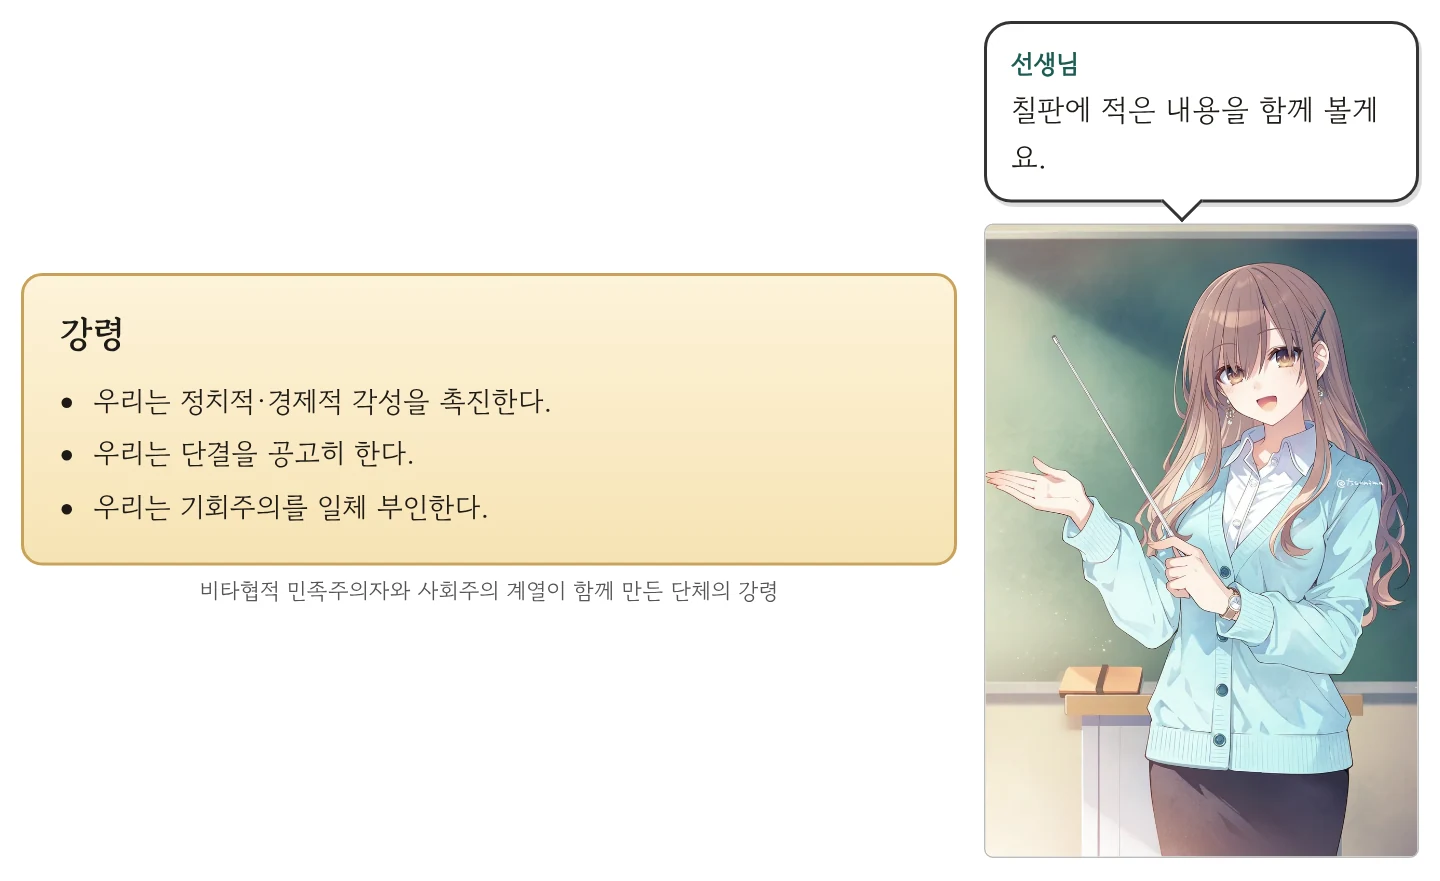 선생님
칠판에 적은 내용을 함께 볼게
요.
강령
• 우리는 정치적·경제적 각성을 촉진한다.
• 우리는 단결을 공고히 한다.
• 우리는 기회주의를 일체 부인한다.
비타협적 민족주의자와 사회주의 계열이 함께 만든 단체의 강령